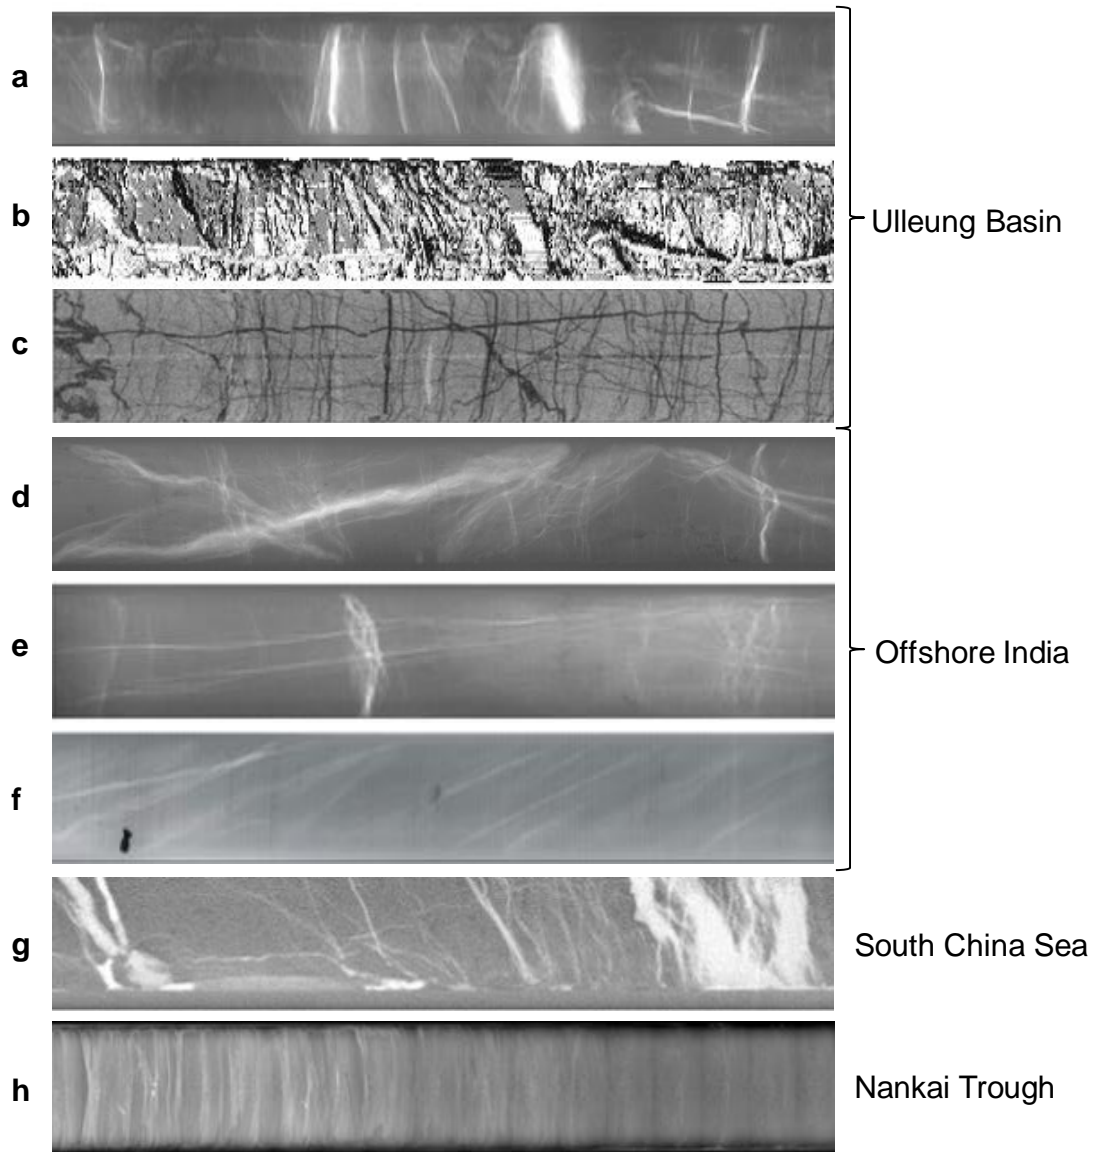 a
b
Ulleung Basin
c
d
e
Offshore India
f
g
South China Sea
h
Nankai Trough